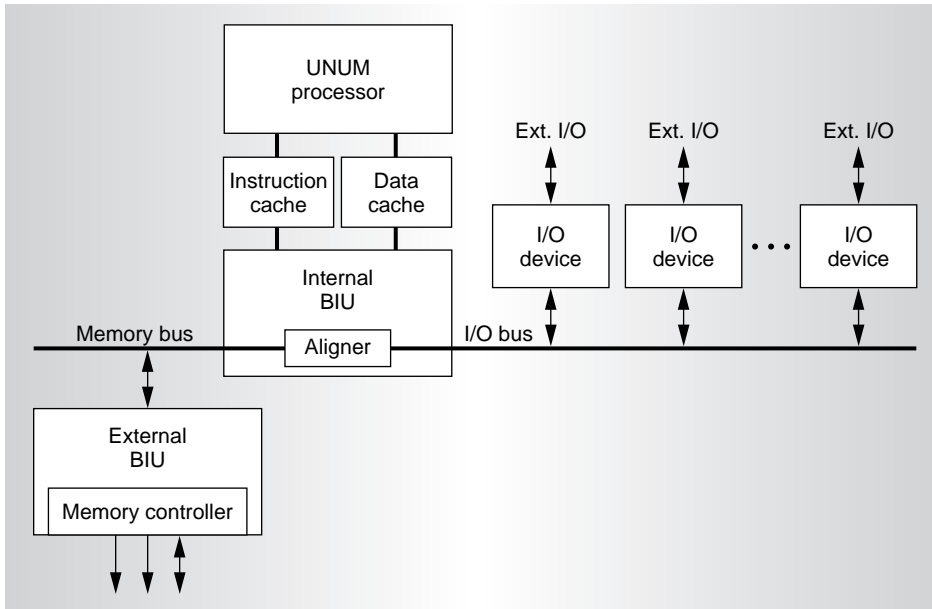 UNUM
processor
Ext. I/O
Ext. I/O
Ext. I/O
Instruction
cache
Data
cache
I/O
device
I/O
device
I/O
device
Internal
BIU
Memory bus
Aligner
I/O bus
External
BIU
Memory controller